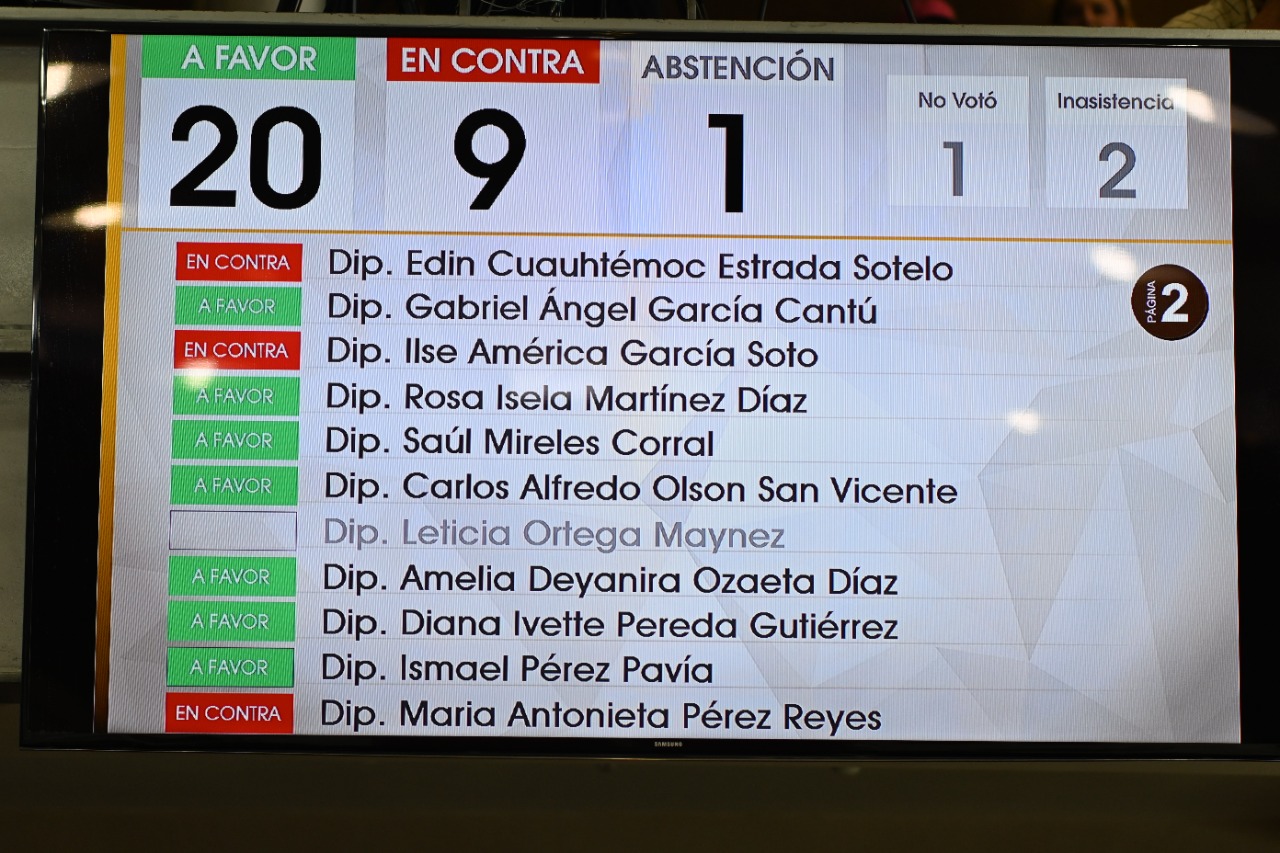 A FAVOR EN CONTRA ABSTENCIÓN No Votó Inasistencia
20 9 1 1 2
EN CONTRA Dip. Edin Cuauhtémoc Estrada Sotelo
A FAVOR Dip. Gabriel Ángel García Cantú
PÁGINA 2
EN CONTRA Dip. Ilse América García Soto
A FAVOR Dip. Rosa Isela Martínez Díaz
A FAVOR Dip. Saúl Mireles Corral
A FAVOR Dip. Carlos Alfredo Olson San Vicente
Dip. Leticia Ortega Maynez
A FAVOR Dip. Amelia Deyanira Ozaeta Díaz
A FAVOR Dip. Diana Ivette Pereda Gutiérrez
A FAVOR Dip. Ismael Pérez Pavía
EN CONTRA Dip. Maria Antonieta Pérez Reyes
SAMSUNG